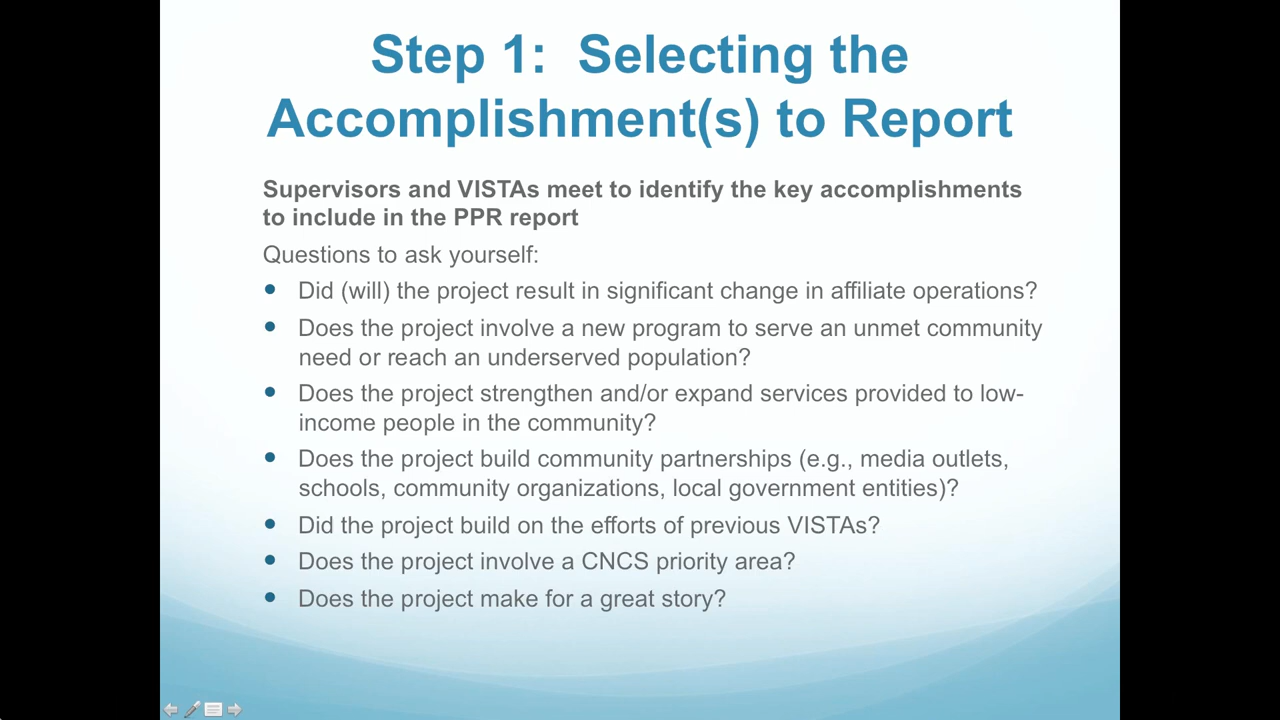 Step 1:  Selecting the
Accomplishment(s) to Report
Supervisors and VISTAs meet to identify the key accomplishments
to include in the PPR report
Questions to ask yourself:
• Did (will) the project result in significant change in affiliate operations?
• Does the project involve a new program to serve an unmet community
need or reach an underserved population?
• Does the project strengthen and/or expand services provided to low-
income people in the community?
• Does the project build community partnerships (e.g., media outlets,
schools, community organizations, local government entities)?
• Did the project build on the efforts of previous VISTAs?
• Does the project involve a CNCS priority area?
• Does the project make for a great story?